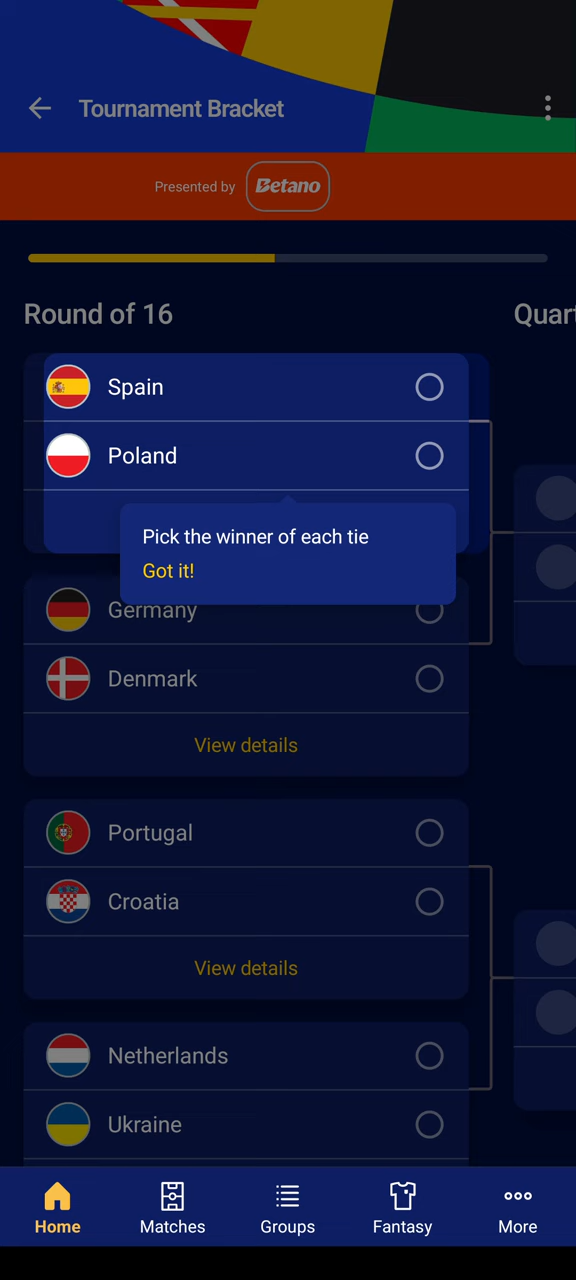 Tournament Bracket
Presented by Betano
Round of 16
Quart
Spain
Poland
Pick the winner of each tie
Got it!
Germany
Denmark
View details
Portugal
Croatia
View details
Netherlands
Ukraine
Home
Matches
Groups
Fantasy
More